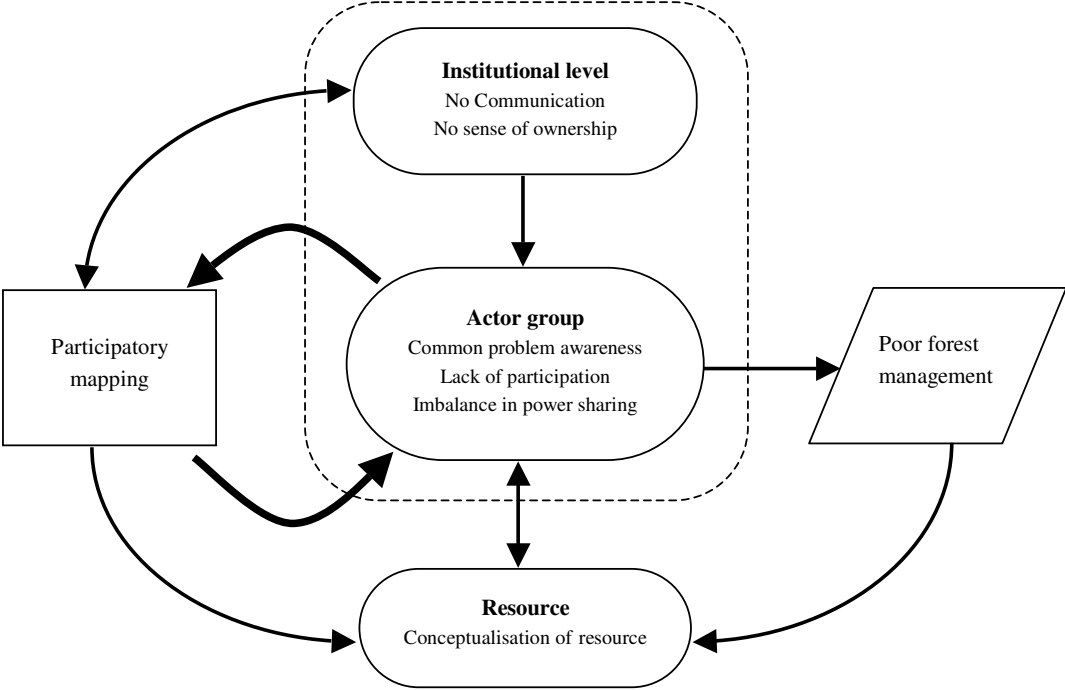 Institutional level
No Communication
No sense of ownership
Participatory
mapping
Actor group
Common problem awareness
Lack of participation
Imbalance in power sharing
Poor forest
management
Resource
Conceptualisation of resource